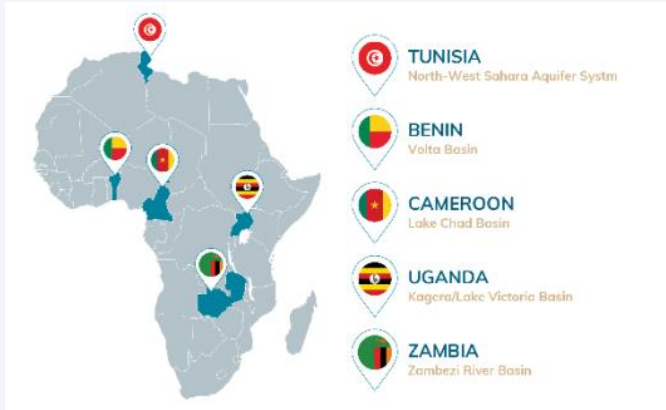 TUNISIA
North-West Sahara Aquifer Systm
BENIN
Volta Basin
CAMEROON
Lake Chad Basin
UGANDA
Kagera/Lake Victoria Basin
ZAMBIA
Zambezi River Basin